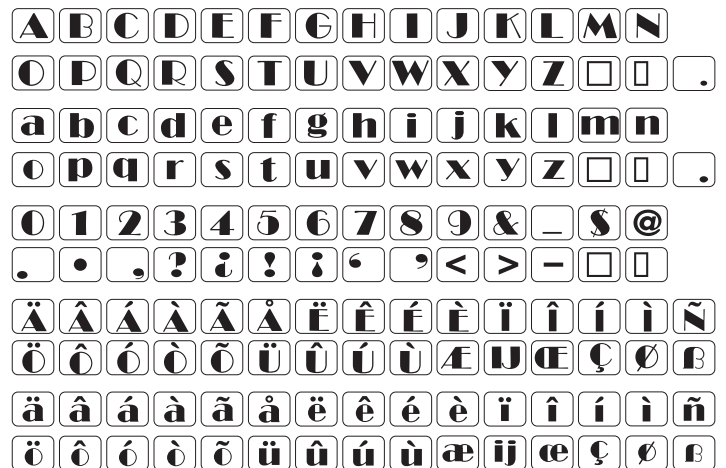 A B C D E F G H I J K L M N
O P Q R S T U V W X Y Z □ ▯ .
a b c d e f g h i j k l m n
o p q r s t u v w x y z □ ▯ .
0 1 2 3 4 5 6 7 8 9 & _ $ @
. • , ? ¿ ! ¡ ‘ ’ < > – □ ▯
Ä Â Á À Ã Å Ë Ê É È Ï Î Í Ì Ñ
Ö Ô Ó Ò Õ Ü Û Ú Ù Æ IJ Œ Ç Ø ß
ä â á à ã å ë ê é è ï î í ì ñ
ö ô ó ò õ ü û ú ù æ ij œ ç ø ß